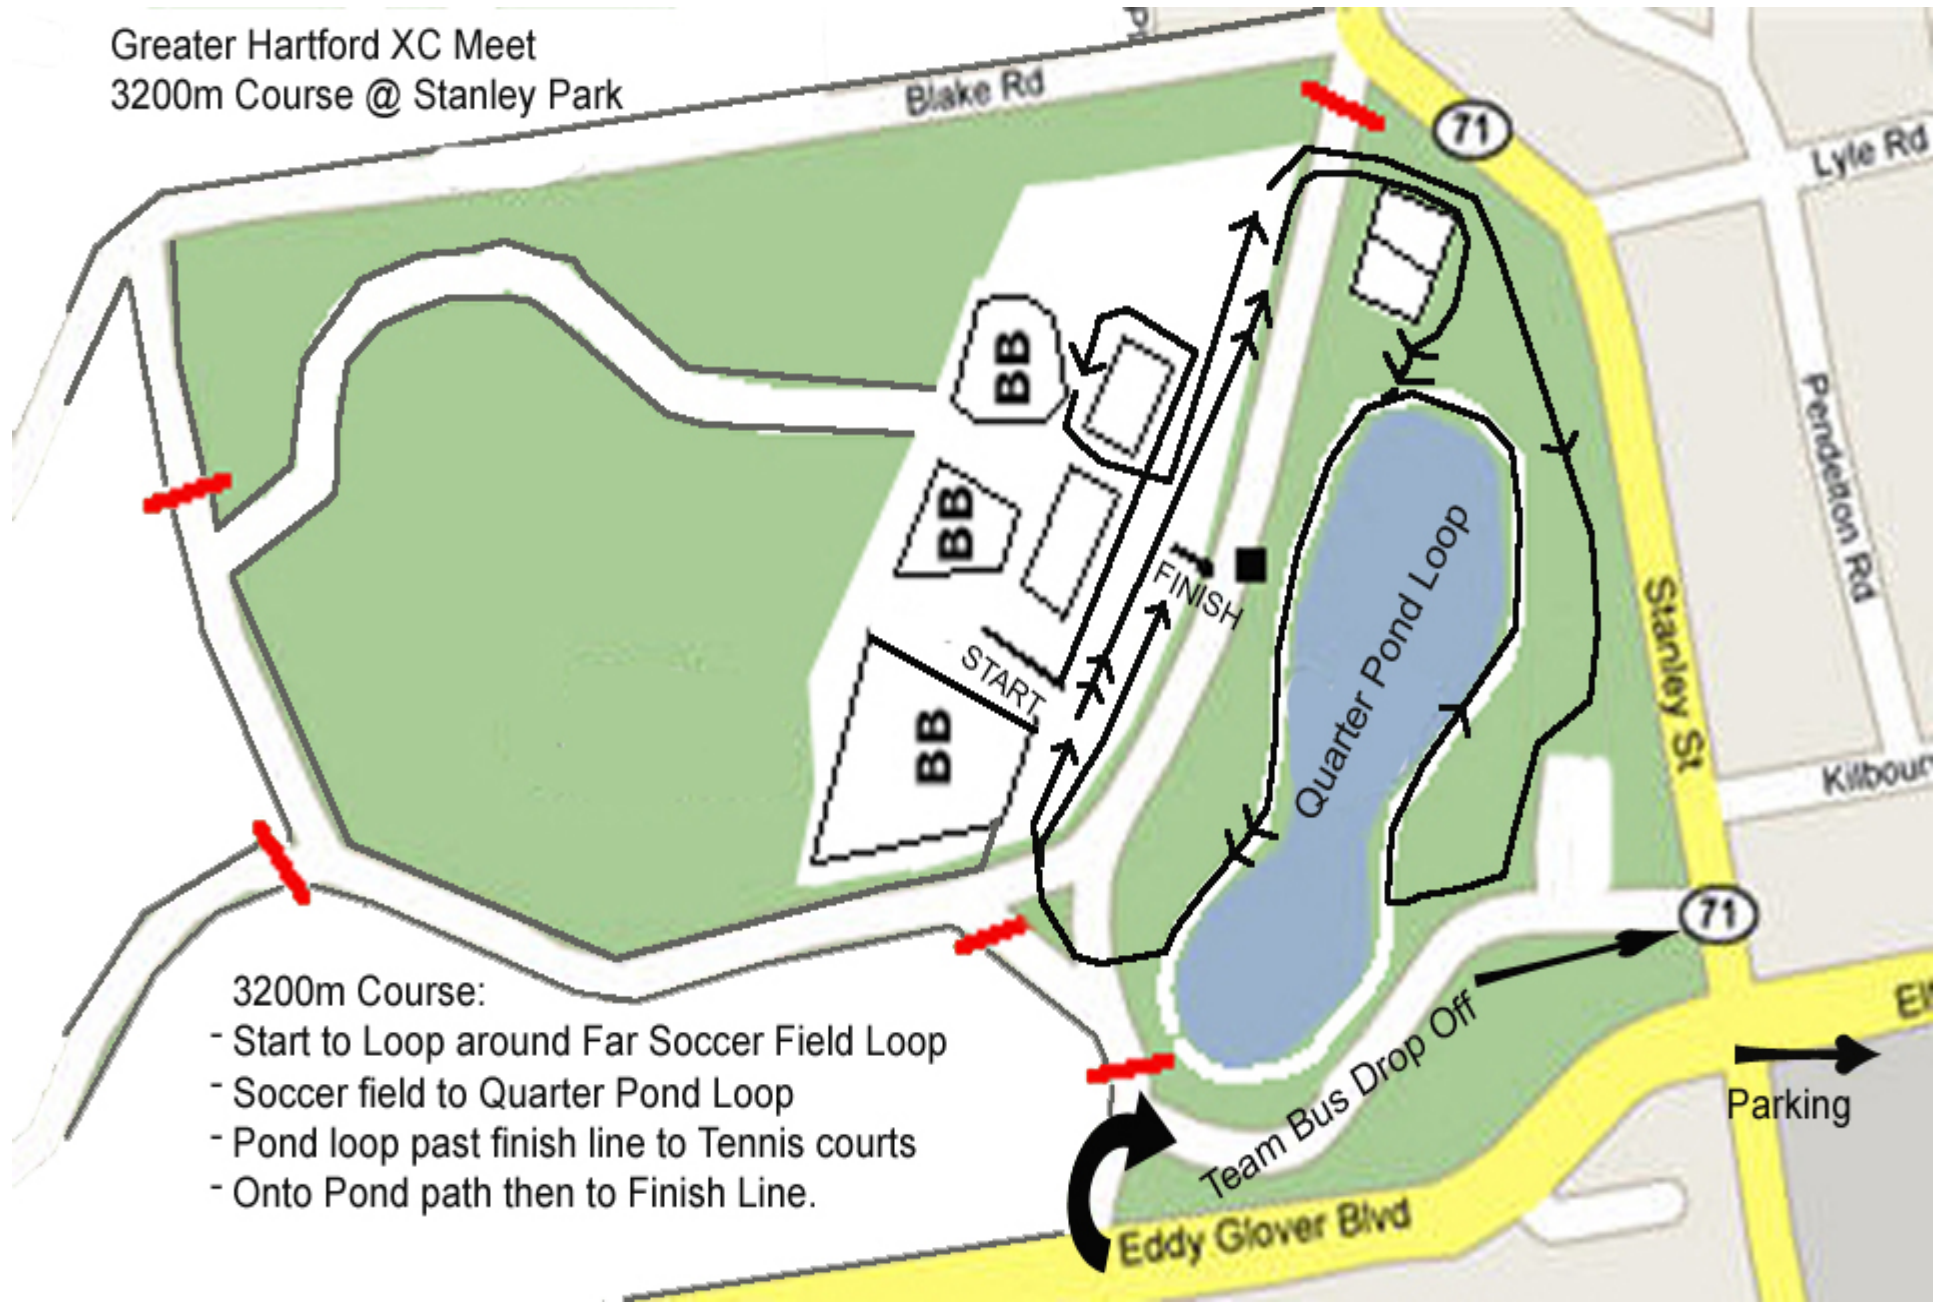 Greater Hartford XC Meet
3200m Course @ Stanley Park
Blake Rd
71
Lyle Rd
Pendelton Rd
BB
BB
BB
START
FINISH
Quarter Pond Loop
Stanley St
71
3200m Course:
- Start to Loop around Far Soccer Field Loop
- Soccer field to Quarter Pond Loop
- Pond loop past finish line to Tennis courts
- Onto Pond path then to Finish Line.
Team Bus Drop Off
Parking
Eddy Glover Blvd